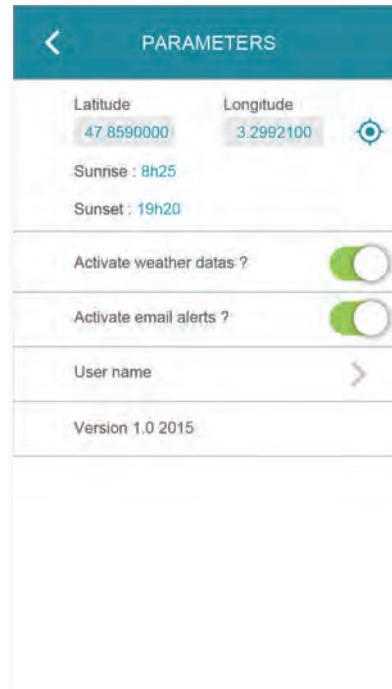 PARAMETERS
Latitude Longitude
47.8590000 3.2992100
Sunrise : 8h25
Sunset : 19h20
Activate weather datas ?
Activate email alerts ?
User name
Version 1.0 2015